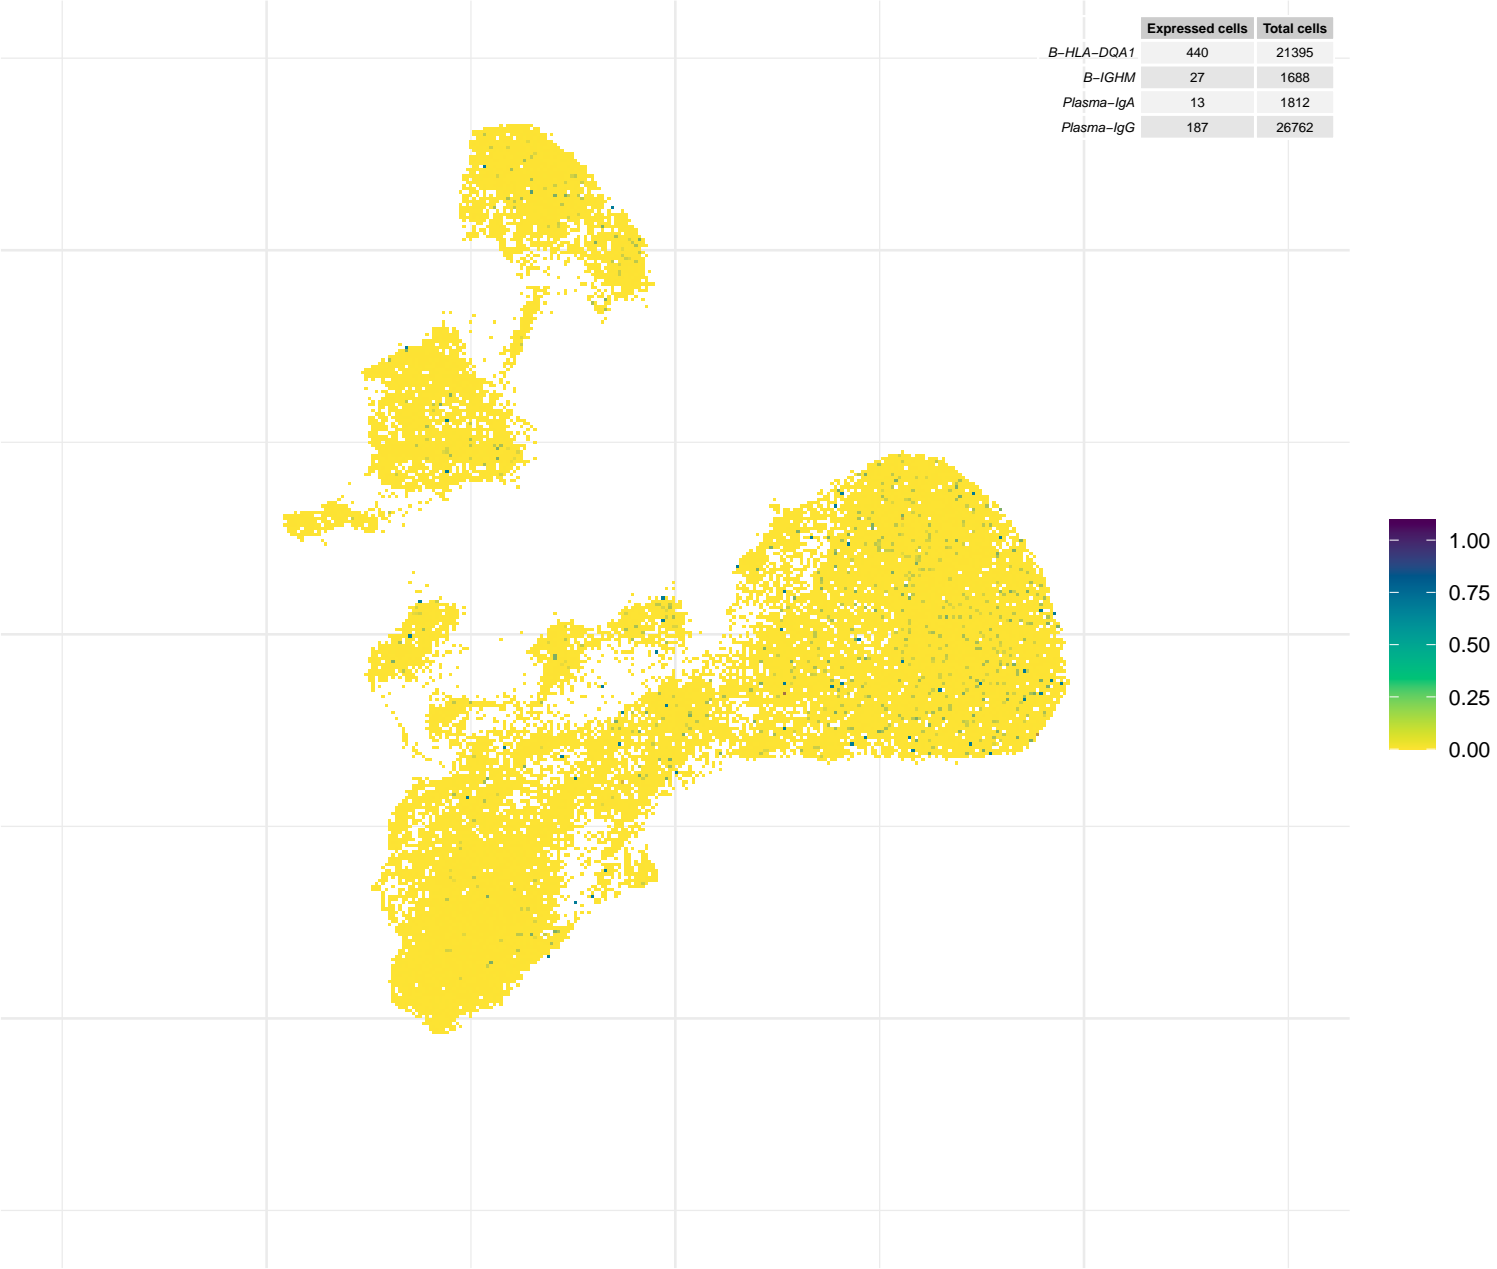 Expressed cells Total cells
B−HLA−DQA1 440 21395
B−IGHM 27 1688
Plasma−IgA 13 1812
Plasma−IgG 187 26762
1.00
0.75
0.50
0.25
0.00